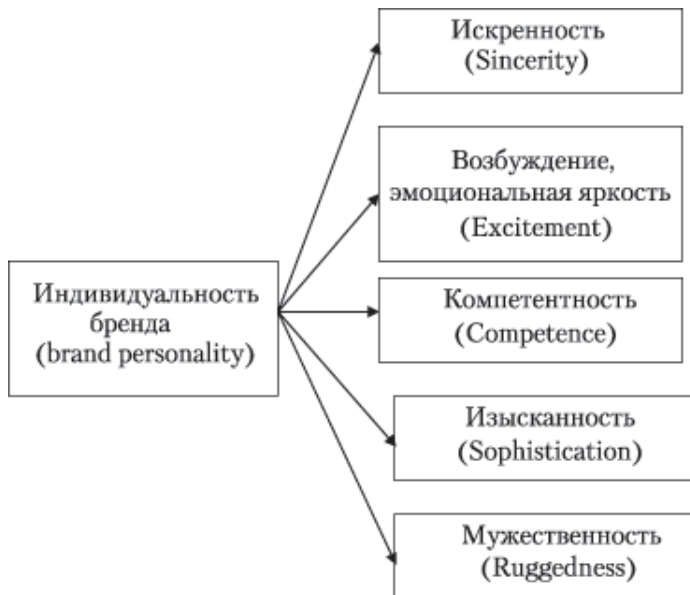 Искренность
(Sincerity)
Возбуждение,
эмоциональная яркость
(Excitement)
Индивидуальность
бренда
(brand personality)
Компетентность
(Competence)
Изысканность
(Sophistication)
Мужественность
(Ruggedness)